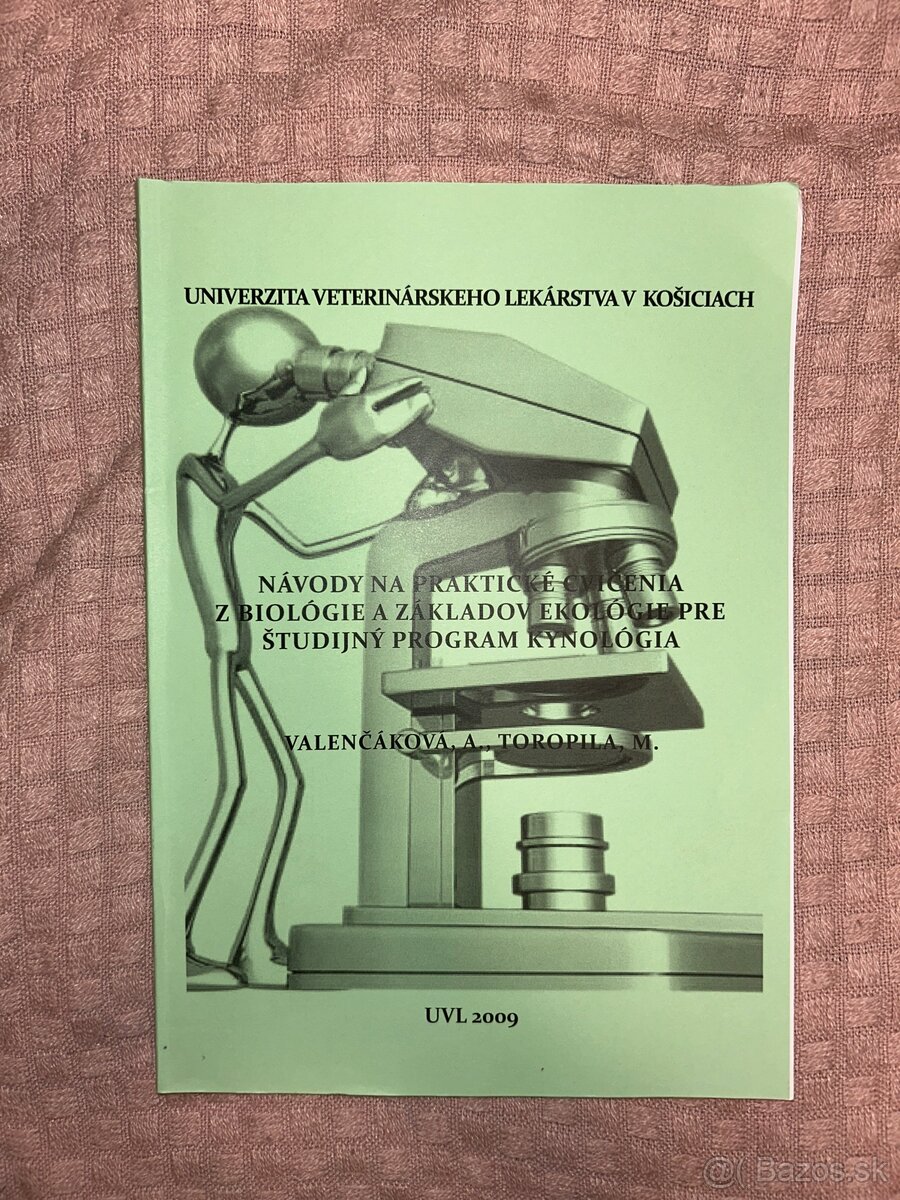 UNIVERZITA VETERINÁRSKEHO LEKÁRSTVA V KOŠICIACH
NÁVODY NA PRAKTICKÉ CVIČENIA
Z BIOLÓGIE A ZÁKLADOV EKOLÓGIE PRE
ŠTUDIJNÝ PROGRAM KYNOLÓGIA
VALENČÁKOVÁ, A., TOROPILA, M.
UVL 2009
Bazos.sk